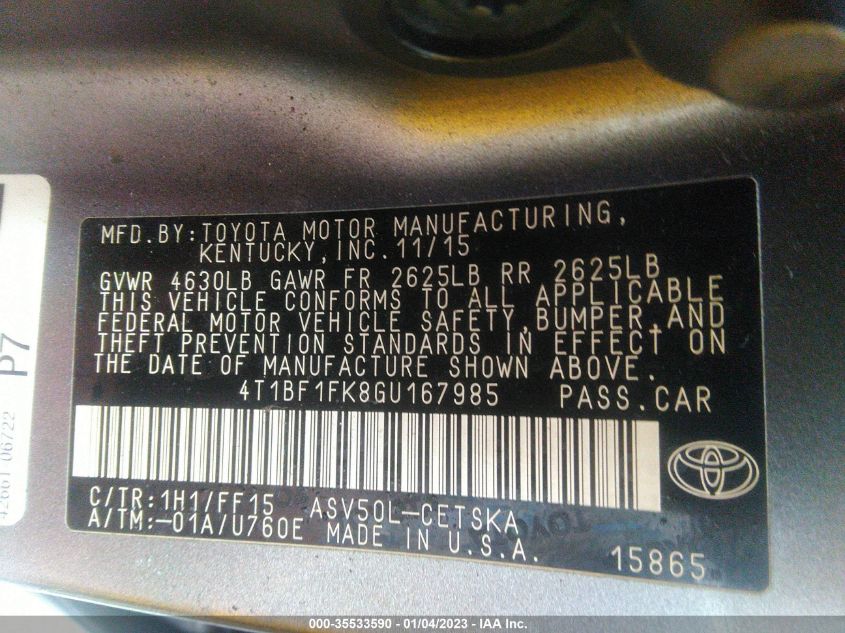 MFD.BY:TOYOTA MOTOR MANUFACTURING,
KENTUCKY,INC.11/15
GVWR 4630LB GAWR FR 2625LB RR 2625LB
THIS VEHICLE CONFORMS TO ALL APPLICABLE
FEDERAL MOTOR VEHICLE SAFETY,BUMPER,AND
THEFT PREVENTION STANDARDS IN EFFECT ON
THE DATE OF MANUFACTURE SHOWN ABOVE.
4T1BF1FK8GU167985 PASS.CAR
C/TR:1H1/FF15 ASV50L-CETSKA
A/TM:-01A/U760E MADE IN U.S.A.
15865
P7
42661 06722
TOYOTA
000-35533590 - 01/04/2023 - IAA Inc.